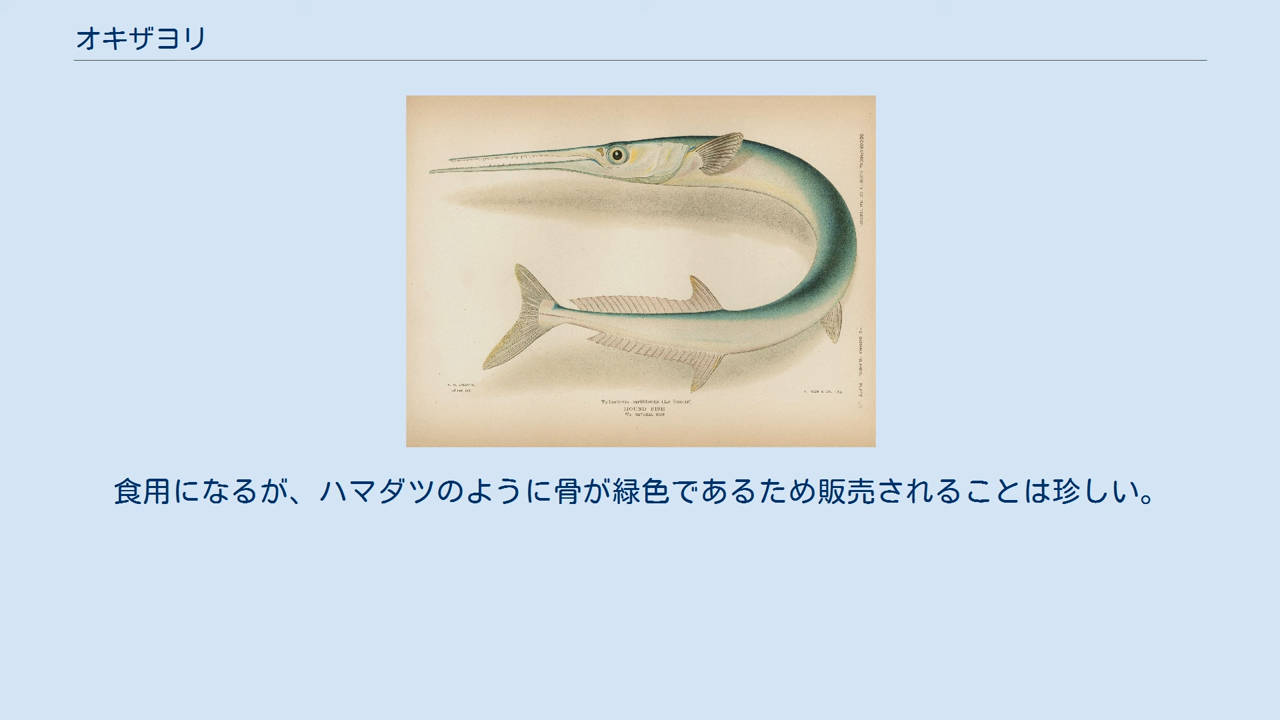 オキザヨリ
HOUND FISH
食用になるが、ハマダツのように骨が緑色であるため販売されることは珍しい。